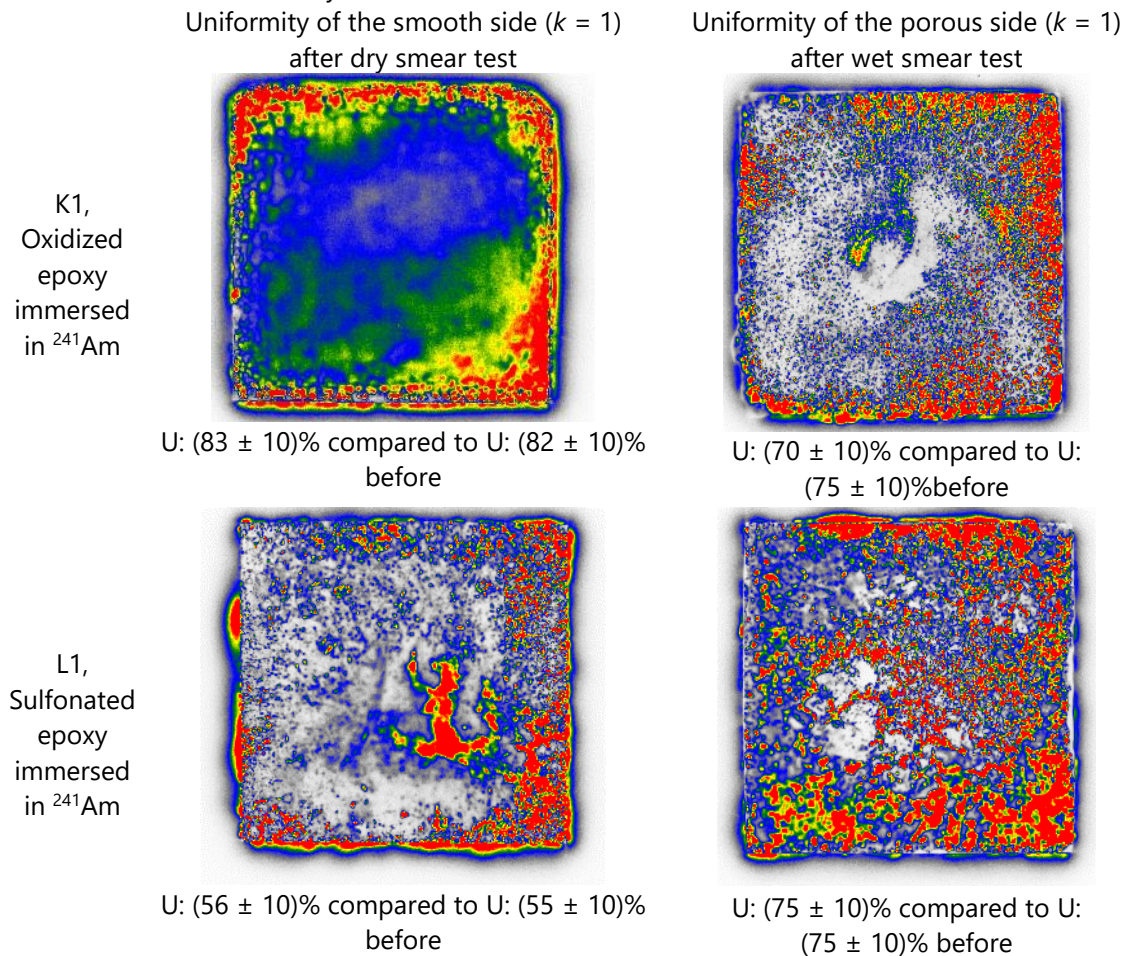 Uniformity of the smooth side (k = 1)
after dry smear test
Uniformity of the porous side (k = 1)
after wet smear test
K1,
Oxidized
epoxy
immersed
in ²⁴¹Am
U: (83 ± 10)% compared to U: (82 ± 10)%
before
U: (70 ± 10)% compared to U:
(75 ± 10)%before
L1,
Sulfonated
epoxy
immersed
in ²⁴¹Am
U: (56 ± 10)% compared to U: (55 ± 10)%
before
U: (75 ± 10)% compared to U:
(75 ± 10)% before